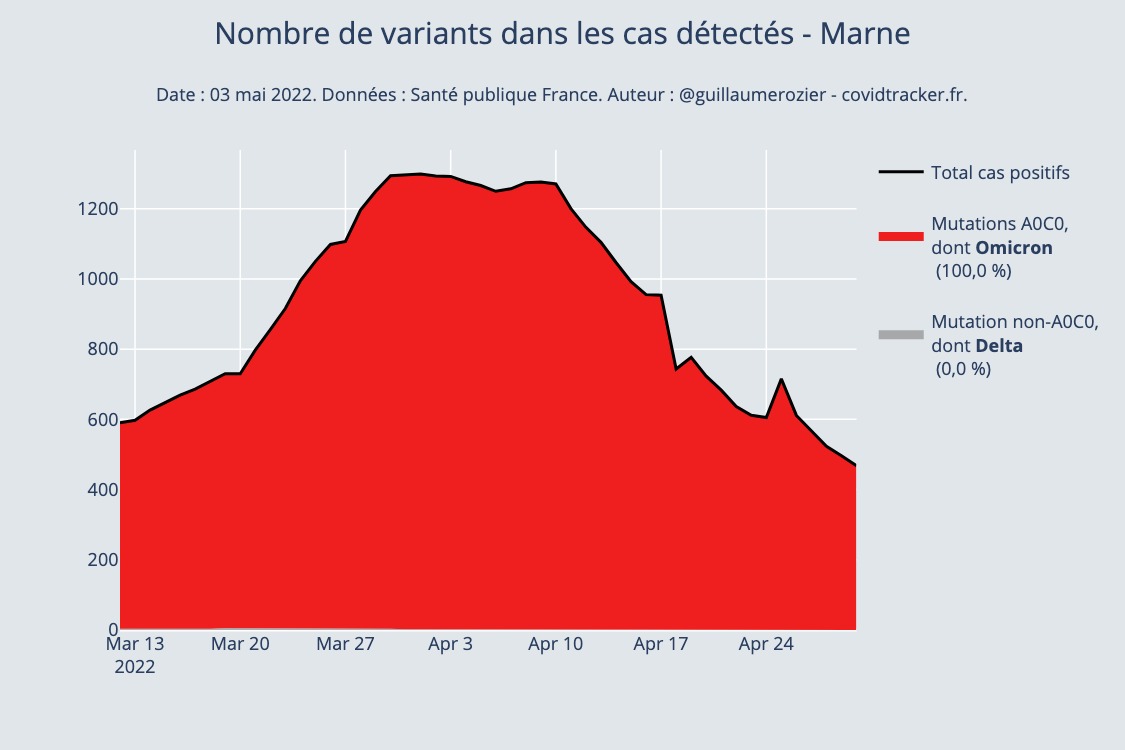 Nombre de variants dans les cas détectés - Marne
Date : 03 mai 2022. Données : Santé publique France. Auteur : @guillaumerozier - covidtracker.fr.
Total cas positifs
Mutations A0C0,
dont Omicron
(100,0 %)
Mutation non-A0C0,
dont Delta
(0,0 %)
1200
1000
800
600
400
200
0
Mar 13 Mar 20 Mar 27 Apr 3 Apr 10 Apr 17 Apr 24
2022